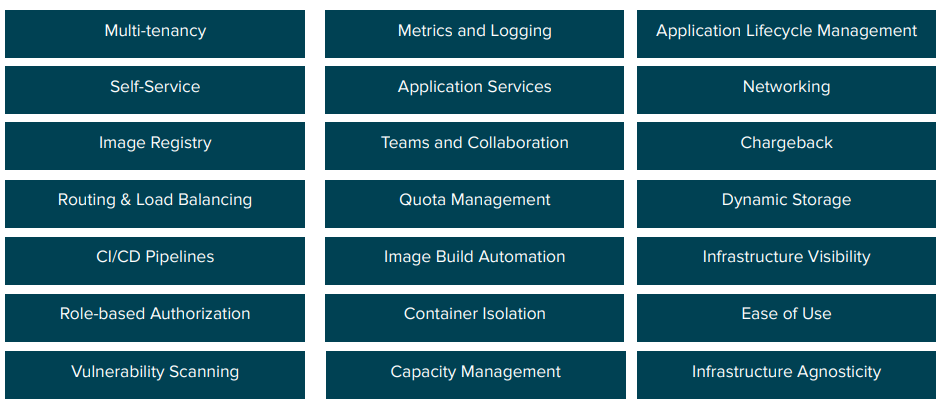 Multi-tenancy
Metrics and Logging
Application Lifecycle Management
Self-Service
Application Services
Networking
Image Registry
Teams and Collaboration
Chargeback
Routing & Load Balancing
Quota Management
Dynamic Storage
CI/CD Pipelines
Image Build Automation
Infrastructure Visibility
Role-based Authorization
Container Isolation
Ease of Use
Vulnerability Scanning
Capacity Management
Infrastructure Agnosticity